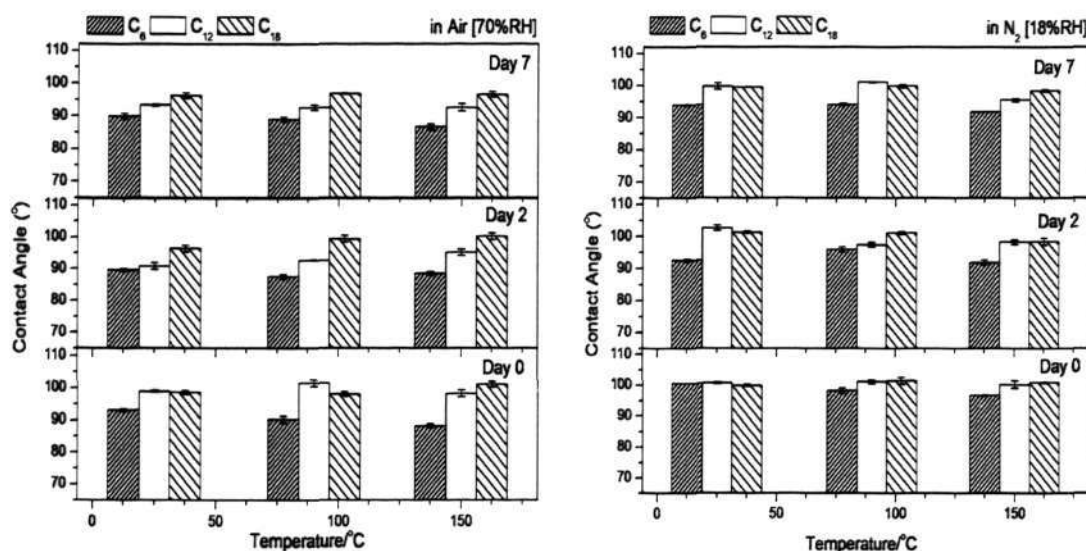 C₆ C₁₂ C₁₈ in Air [70%RH]
Day 7
110
100
90
80
70
Day 2
110
100
90
80
70
Day 0
110
100
90
80
70
Contact Angle (°)
0 50 100 150
Temperature/°C
C₆ C₁₂ C₁₈ in N₂ [18%RH]
Day 7
110
100
90
80
70
Day 2
110
100
90
80
70
Day 0
110
100
90
80
70
Contact Angle (°)
0 50 100 150
Temperature/°C